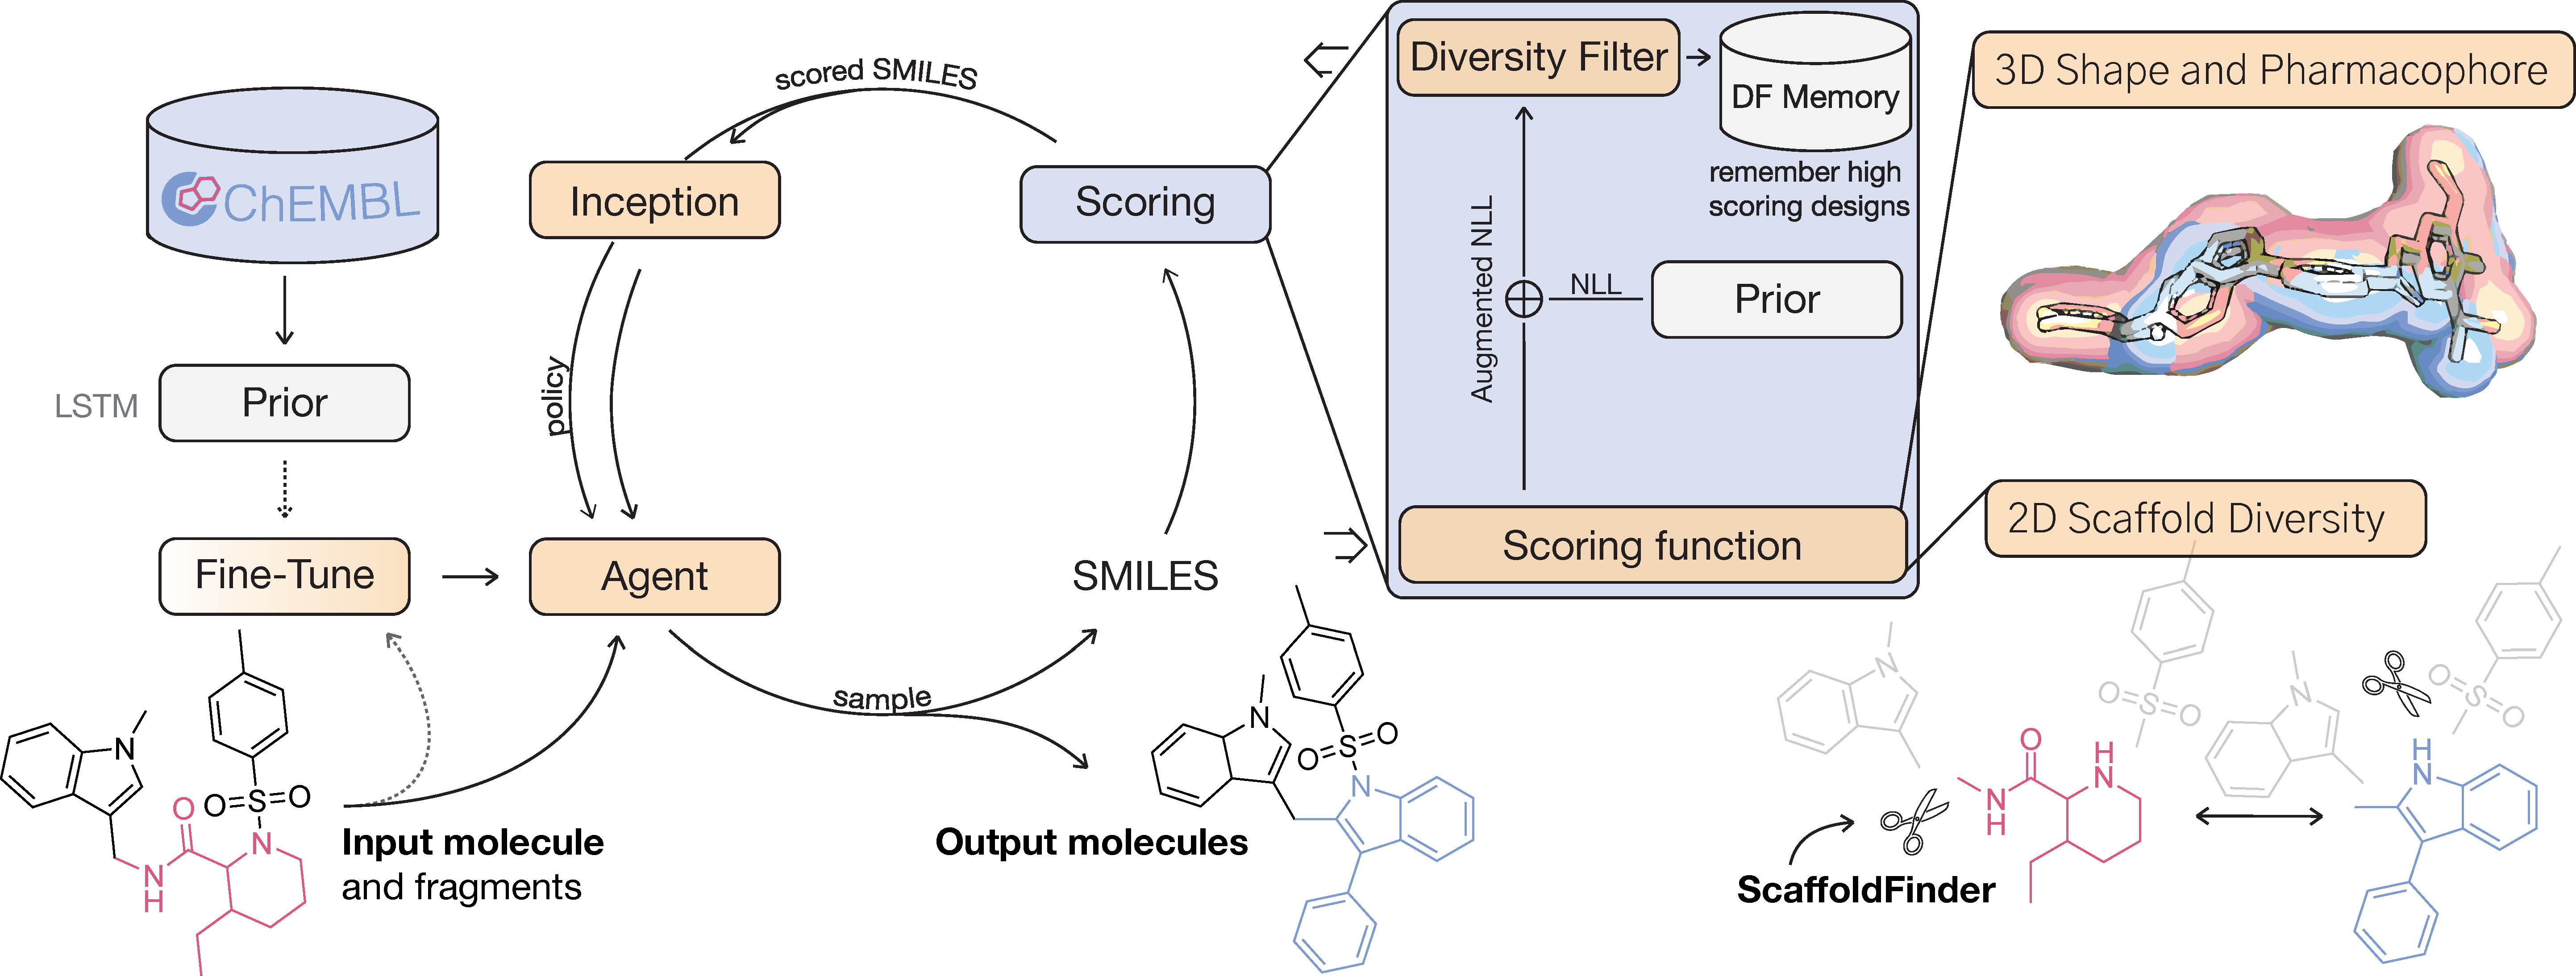 ChEMBL
LSTM
Prior
Fine-Tune
scored SMILES
Inception
Scoring
policy
Agent
SMILES
sample
Input molecule
and fragments
Output molecules
Diversity Filter
DF Memory
remember high
scoring designs
Augmented NLL
NLL
Prior
Scoring function
3D Shape and Pharmacophore
2D Scaffold Diversity
ScaffoldFinder
N
O
O=S=O
N
N
H
N
O=S=O
N
N
O=S=O
N
O=S=O
O
N
H
H
N
H
N